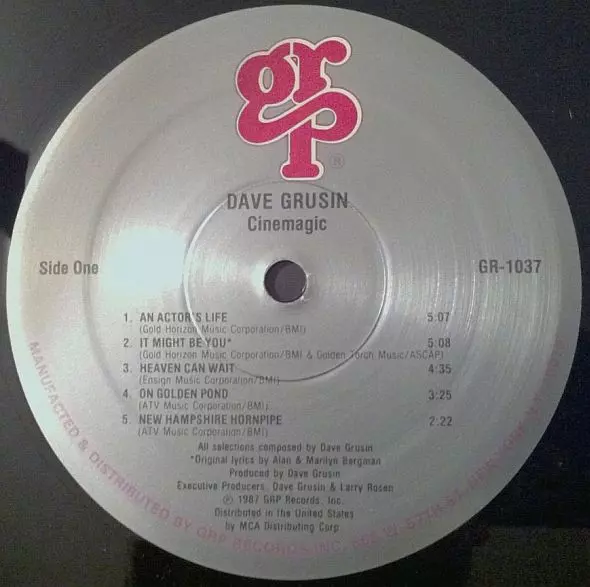 grp ®
DAVE GRUSIN
Cinemagic
Side One
GR-1037
1. AN ACTOR'S LIFE 5:07
(Gold Horizon Music Corporation/BMI)
2. IT MIGHT BE YOU* 5:08
(Gold Horizon Music Corporation/BMI & Golden Torch Music/ASCAP)
3. HEAVEN CAN WAIT 4:35
(Ensign Music Corporation/BMI)
4. ON GOLDEN POND 3:25
(ATV Music Corporation/BMI)
5. NEW HAMPSHIRE HORNPIPE 2:22
(ATV Music Corporation/BMI)
All selections composed by Dave Grusin
*Original lyrics by Alan & Marilyn Bergman
Produced by Dave Grusin
Executive Producers, Dave Grusin & Larry Rosen
℗ 1987 GRP Records, Inc.
Distributed in the United States
by MCA Distributing Corp.
MANUFACTED & DISTRIBUTED BY GRP RECORDS, INC. 555 W. 57TH ST.